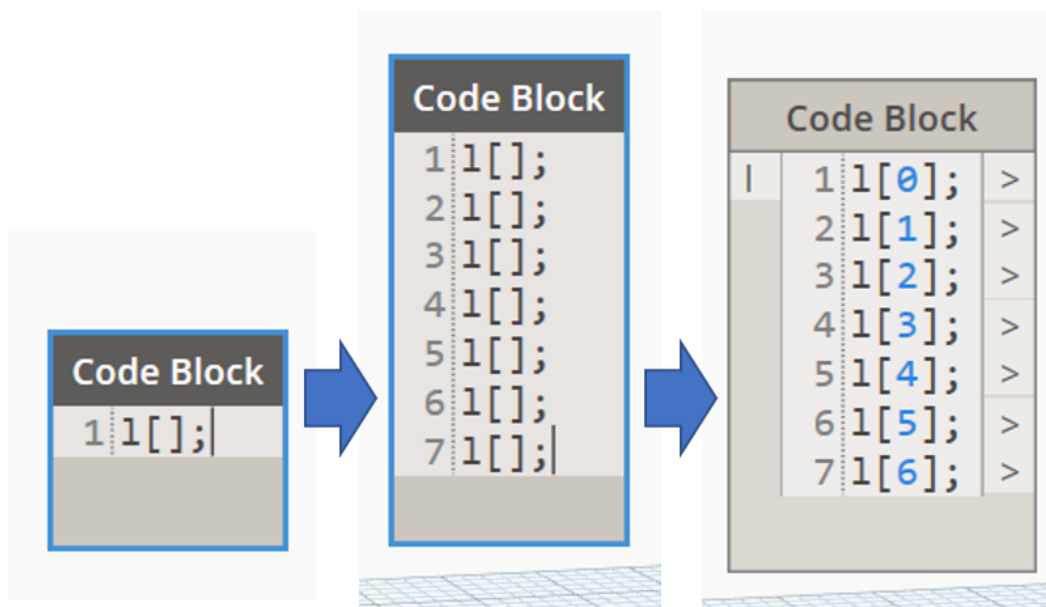 Code Block
1 l[];
Code Block
1 l[];
2 l[];
3 l[];
4 l[];
5 l[];
6 l[];
7 l[];
Code Block
l 1 l[0]; >
2 l[1]; >
3 l[2]; >
4 l[3]; >
5 l[4]; >
6 l[5]; >
7 l[6]; >